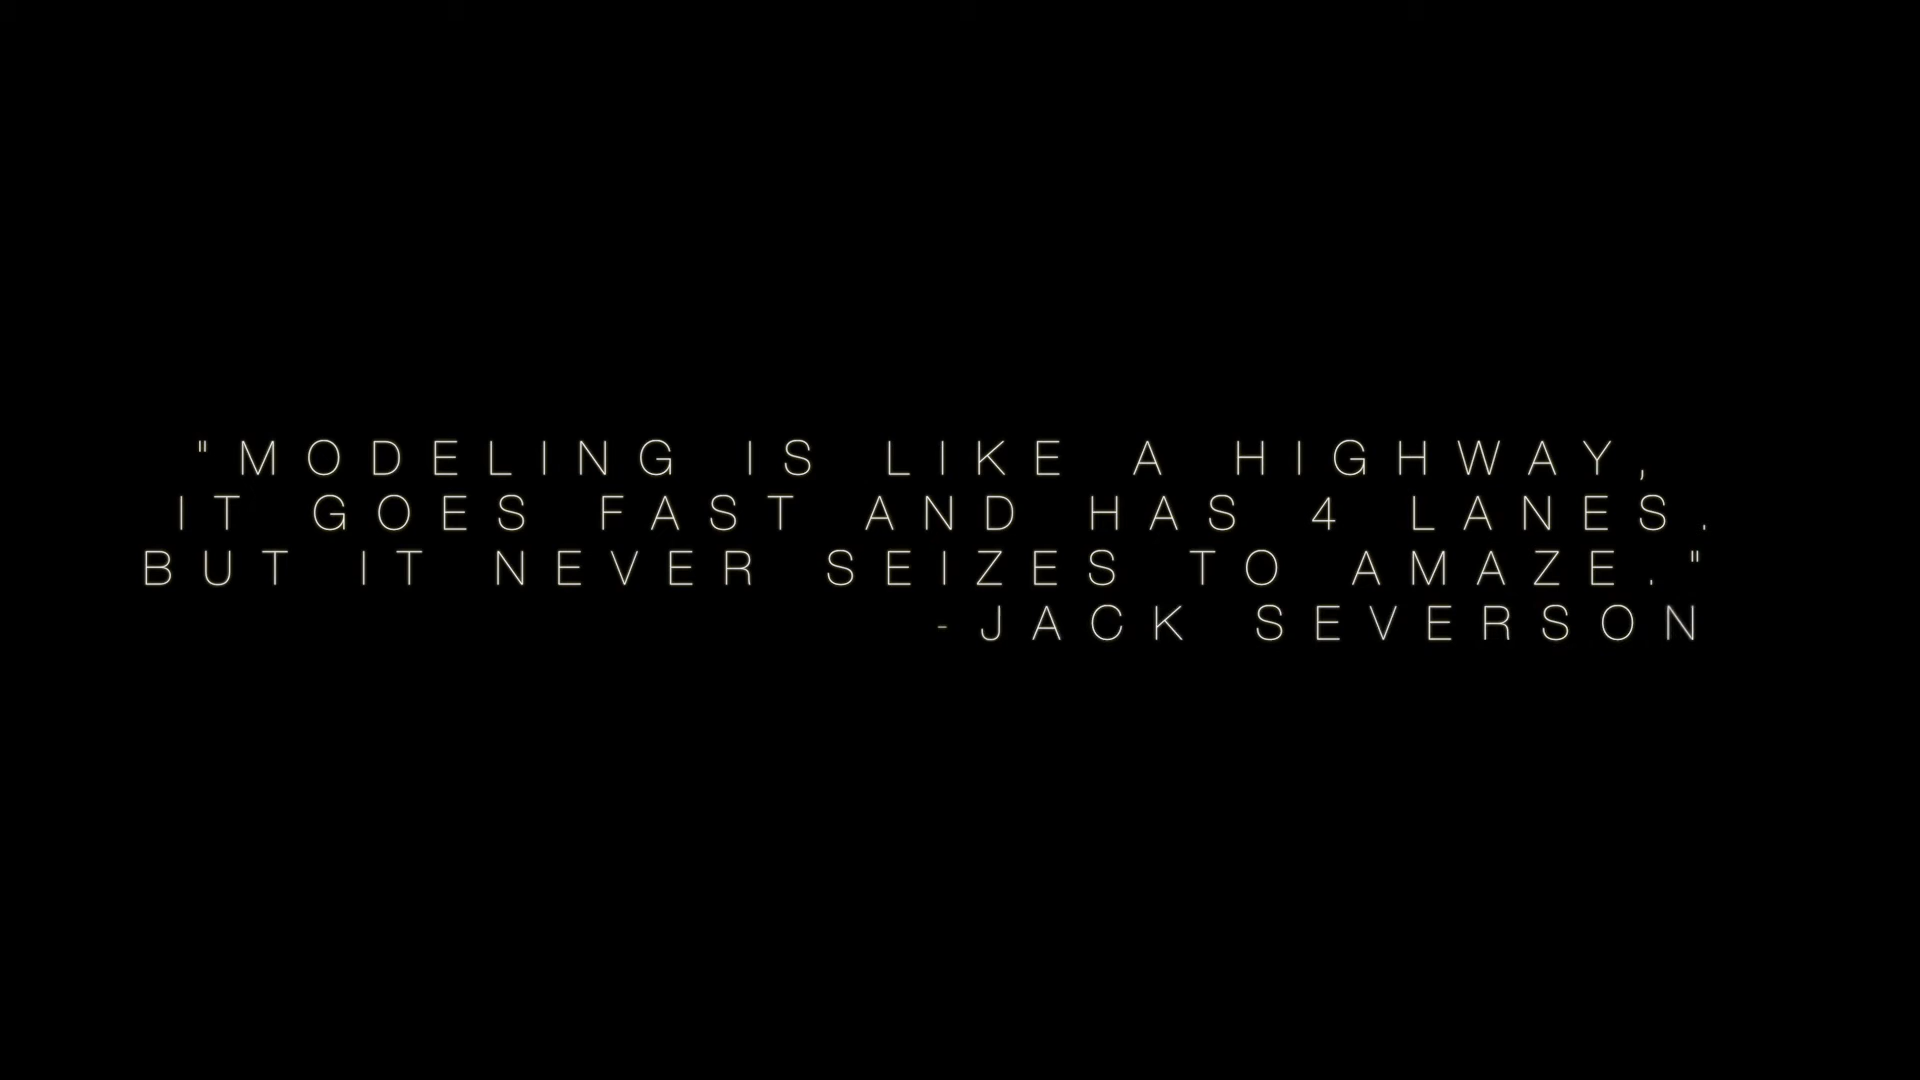 "MODELING IS LIKE A HIGHWAY,
IT GOES FAST AND HAS 4 LANES.
BUT IT NEVER SEIZES TO AMAZE."
-JACK SEVERSON